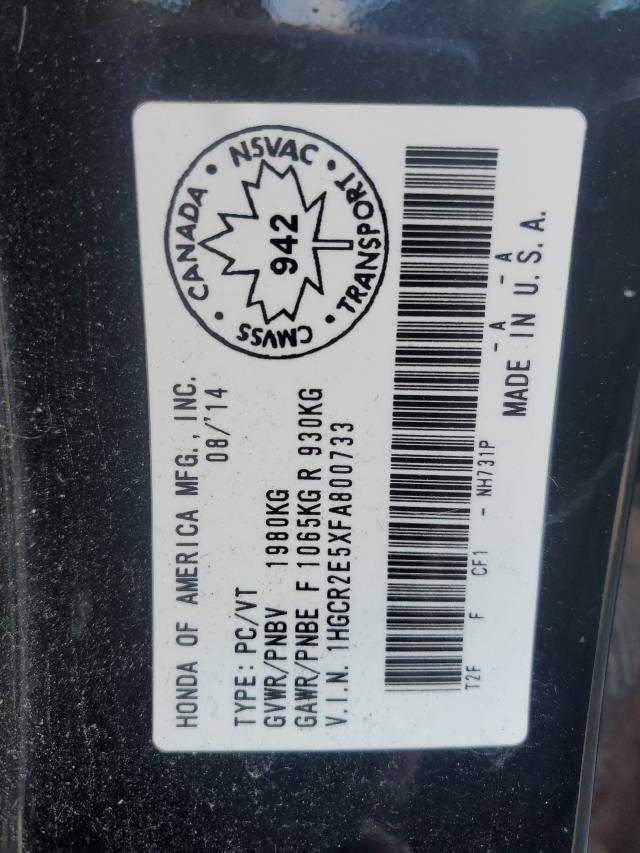 HONDA OF AMERICA MFG., INC.
08/'14
TYPE: PC/VT
GVWR/PNBV 1980KG
GAWR/PNBE F 1065KG R 930KG
V.I.N. 1HGCR2E5XFA800733
T2F F CF1 - NH731P - A - A - A
MADE IN U.S.A.
CANADA • NSVAC • TRANSPORT • CMVSS •
942